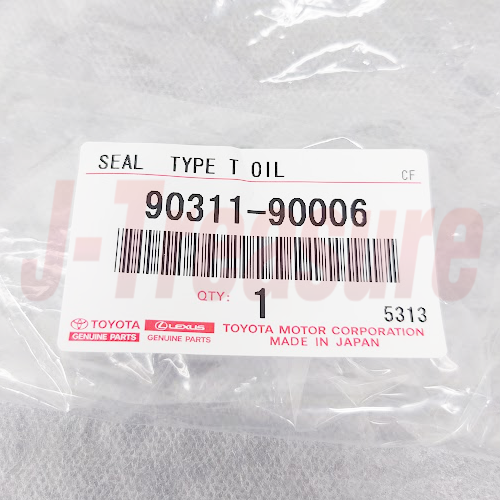 SEAL TYPE T OIL
CF
90311-90006
QTY: 1
5313
TOYOTA LEXUS TOYOTA MOTOR CORPORATION
GENUINE PARTS GENUINE PARTS MADE IN JAPAN
J-Treasure